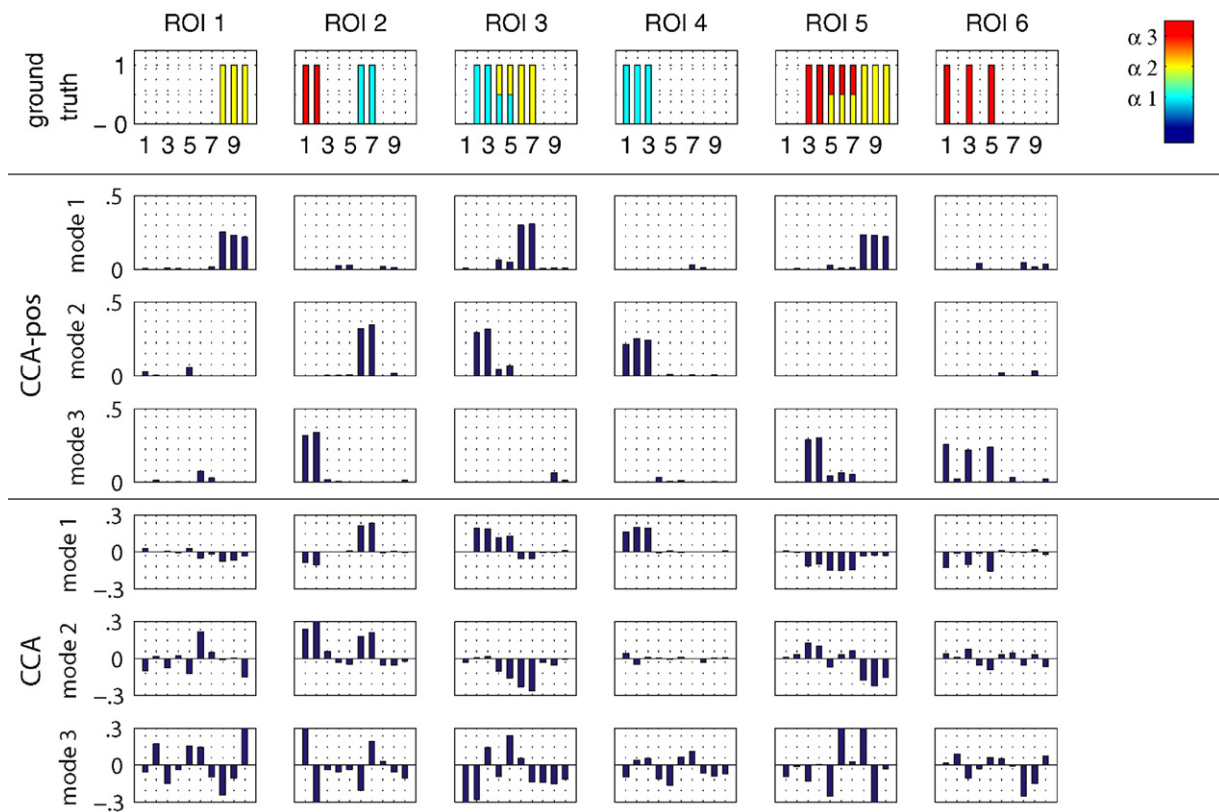 ROI 1 ROI 2 ROI 3 ROI 4 ROI 5 ROI 6
ground
truth
1
– 0
1 3 5 7 9 1 3 5 7 9 1 3 5 7 9 1 3 5 7 9 1 3 5 7 9 1 3 5 7 9
α 3
α 2
α 1
CCA-pos
mode 1
.5
0
mode 2
.5
0
mode 3
.5
0
CCA
mode 1
.3
0
–.3
mode 2
.3
0
–.3
mode 3
.3
0
–.3